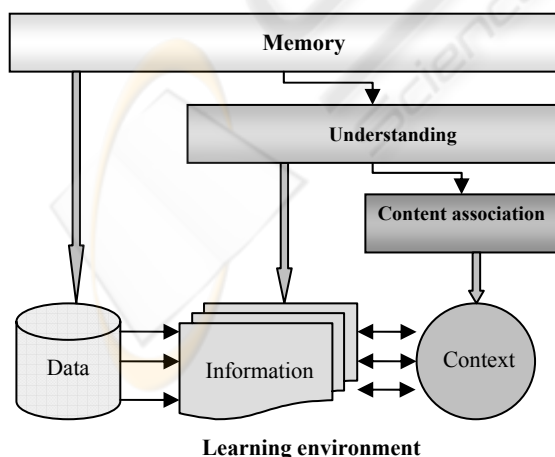 Memory
Understanding
Content association
Data
Information
Context
Learning environment